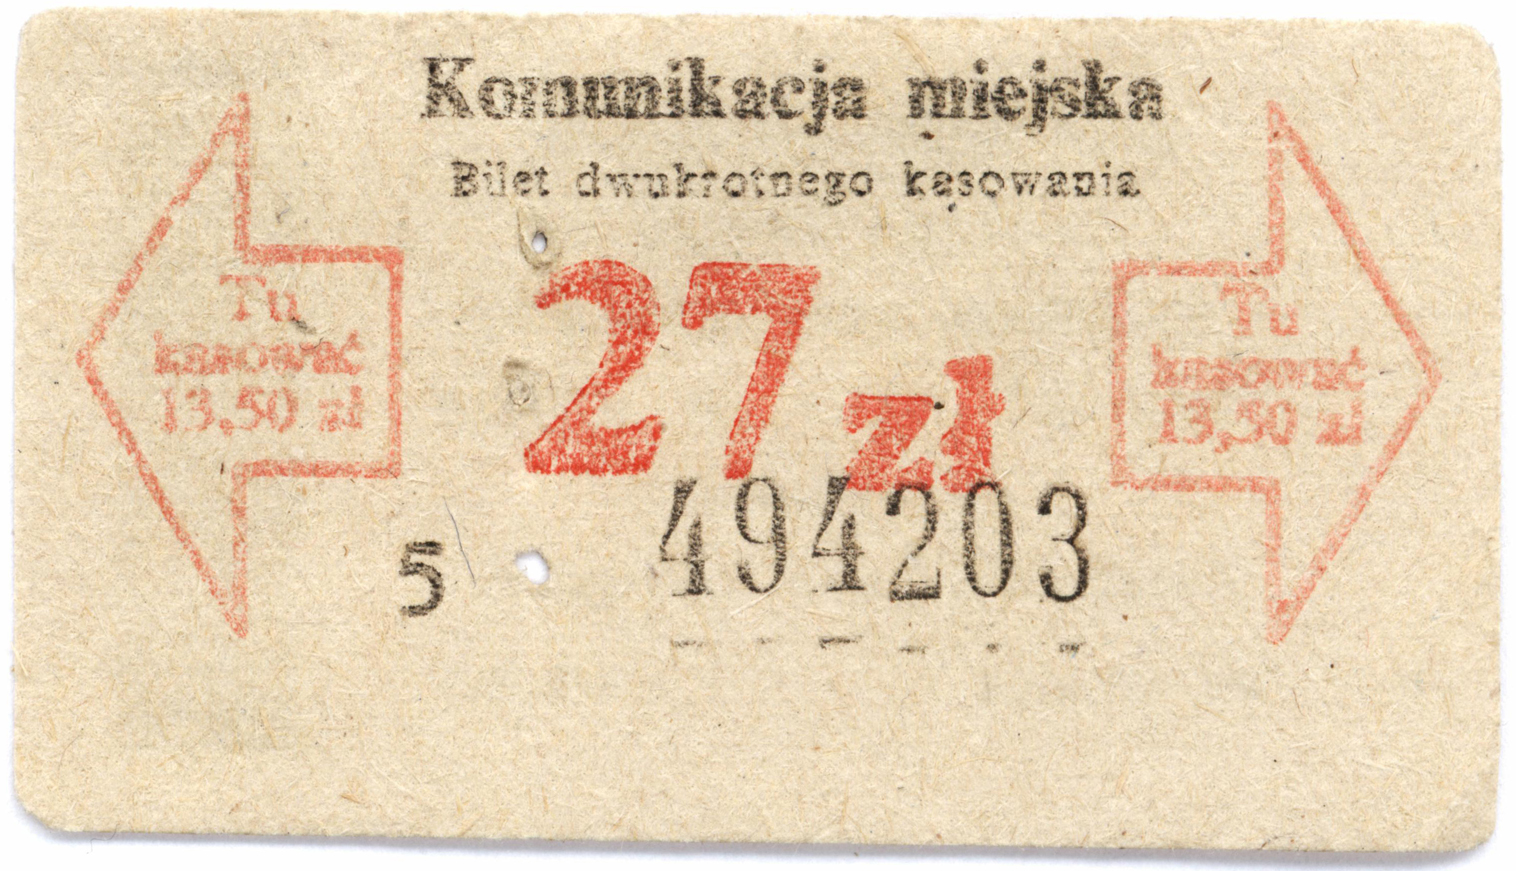 Komunikacja miejska
Bilet dwukrotnego kasowania
Tu
kasować
13,50 zł
27 zł
Tu
kasować
13,50 zł
5
494203